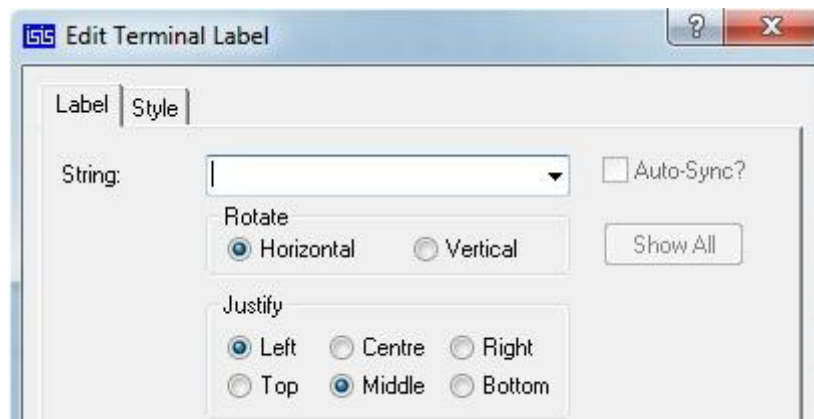 isis Edit Terminal Label ? X
Label Style
String: Auto-Sync?
Rotate
Horizontal Vertical Show All
Justify
Left Centre Right
Top Middle Bottom